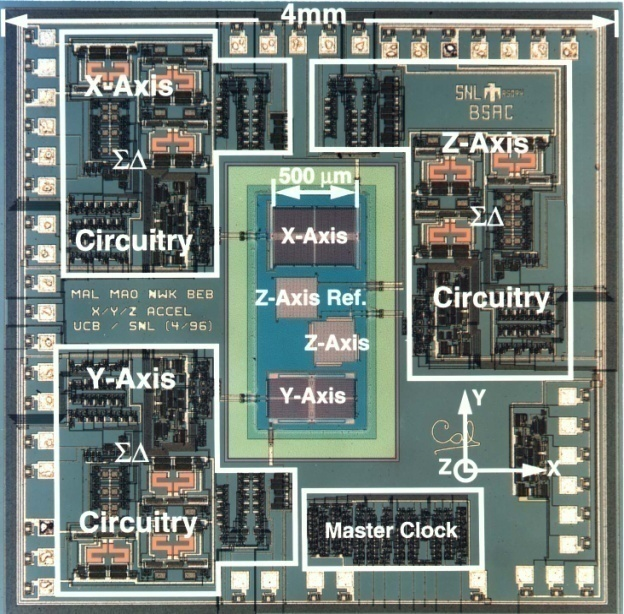 4mm
X-Axis
ΣΔ
Circuitry
SNL
BSAC
Z-Axis
ΣΔ
Circuitry
500 μm
X-Axis
Z-Axis Ref.
Z-Axis
Y-Axis
MAL MAO NWK BEB
X/Y/Z ACCEL
UCB / SNL (4/96)
Y-Axis
ΣΔ
Circuitry
Cal
Y
Z
X
Master Clock